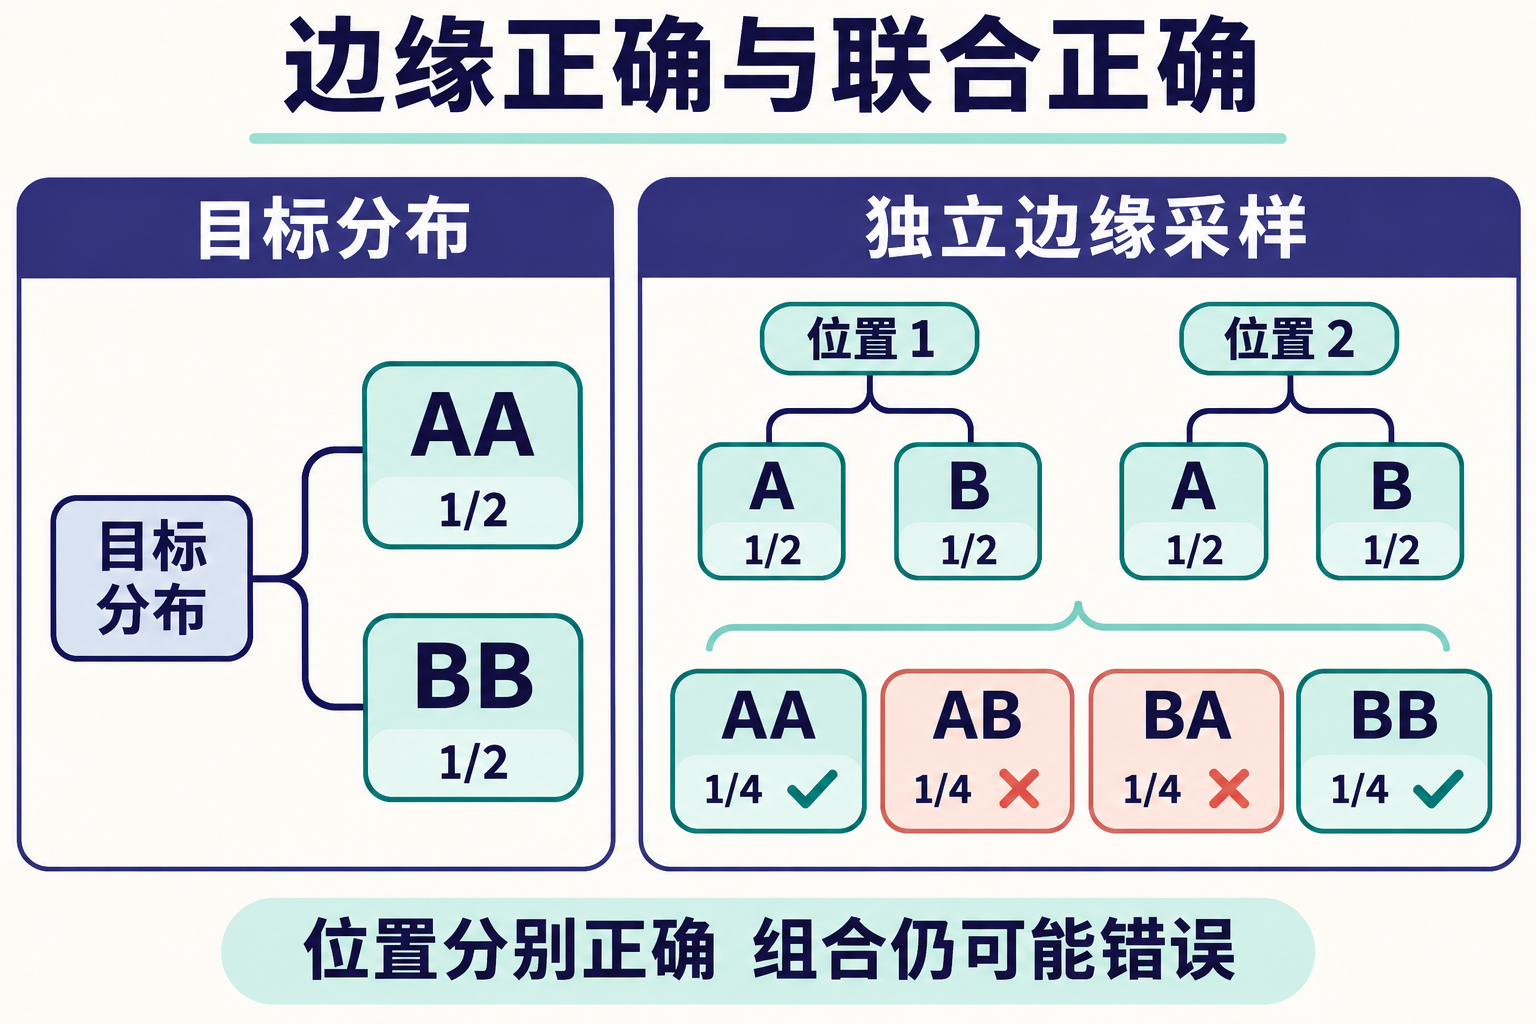 边缘正确与联合正确
目标分布
目标
分布
AA
1/2
BB
1/2
独立边缘采样
位置 1
位置 2
A
1/2
B
1/2
A
1/2
B
1/2
AA
1/4 ✓
AB
1/4 ✕
BA
1/4 ✕
BB
1/4 ✓
位置分别正确 组合仍可能错误